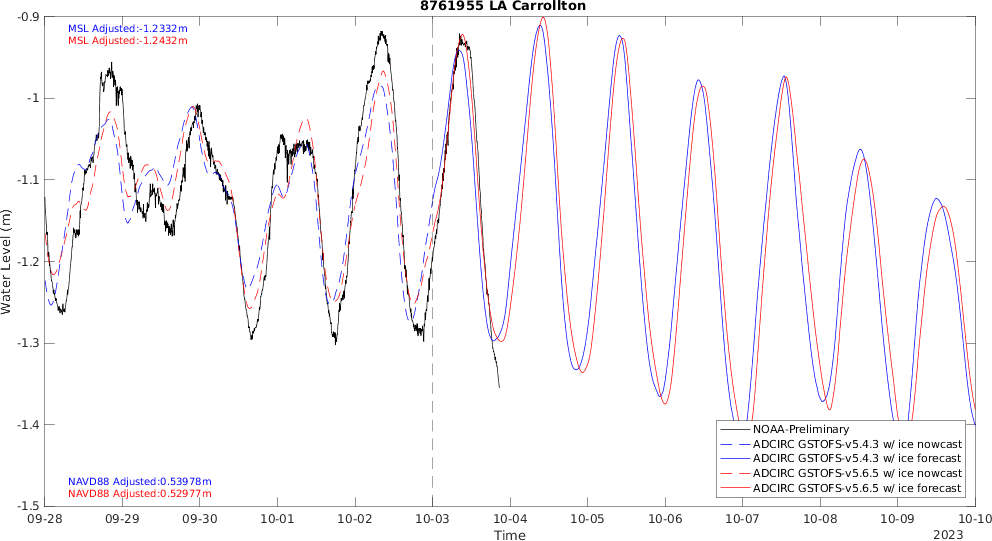 8761955 LA Carrollton
MSL Adjusted:-1.2332m
MSL Adjusted:-1.2432m
-0.9
-1
-1.1
-1.2
-1.3
-1.4
-1.5
Water Level (m)
NAVD88 Adjusted:0.53978m
NAVD88 Adjusted:0.52977m
NOAA-Preliminary
ADCIRC GSTOFS-v5.4.3 w/ ice nowcast
ADCIRC GSTOFS-v5.4.3 w/ ice forecast
ADCIRC GSTOFS-v5.6.5 w/ ice nowcast
ADCIRC GSTOFS-v5.6.5 w/ ice forecast
09-28 09-29 09-30 10-01 10-02 10-03 10-04 10-05 10-06 10-07 10-08 10-09 10-10
Time
2023